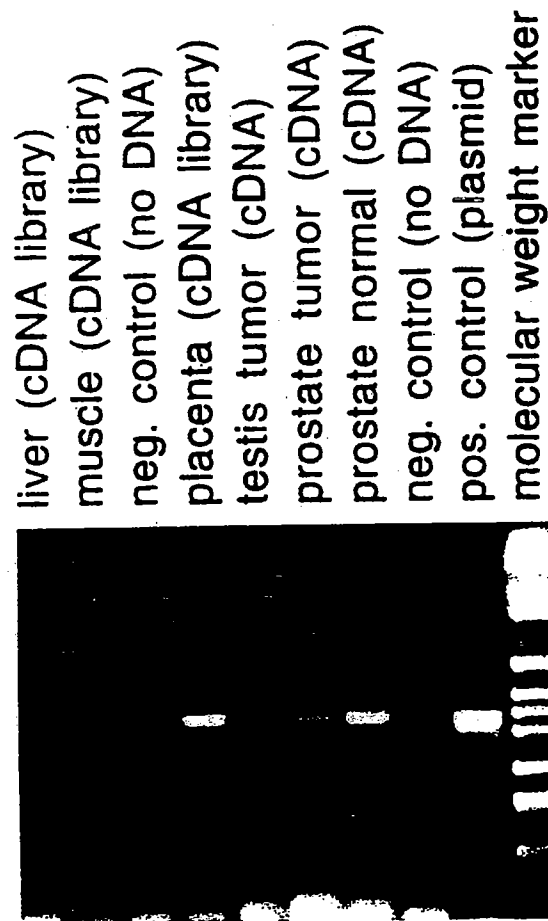 liver (cDNA library)
muscle (cDNA library)
neg. control (no DNA)
placenta (cDNA library)
testis tumor (cDNA)
prostate tumor (cDNA)
prostate normal (cDNA)
neg. control (no DNA)
pos. control (plasmid)
molecular weight marker